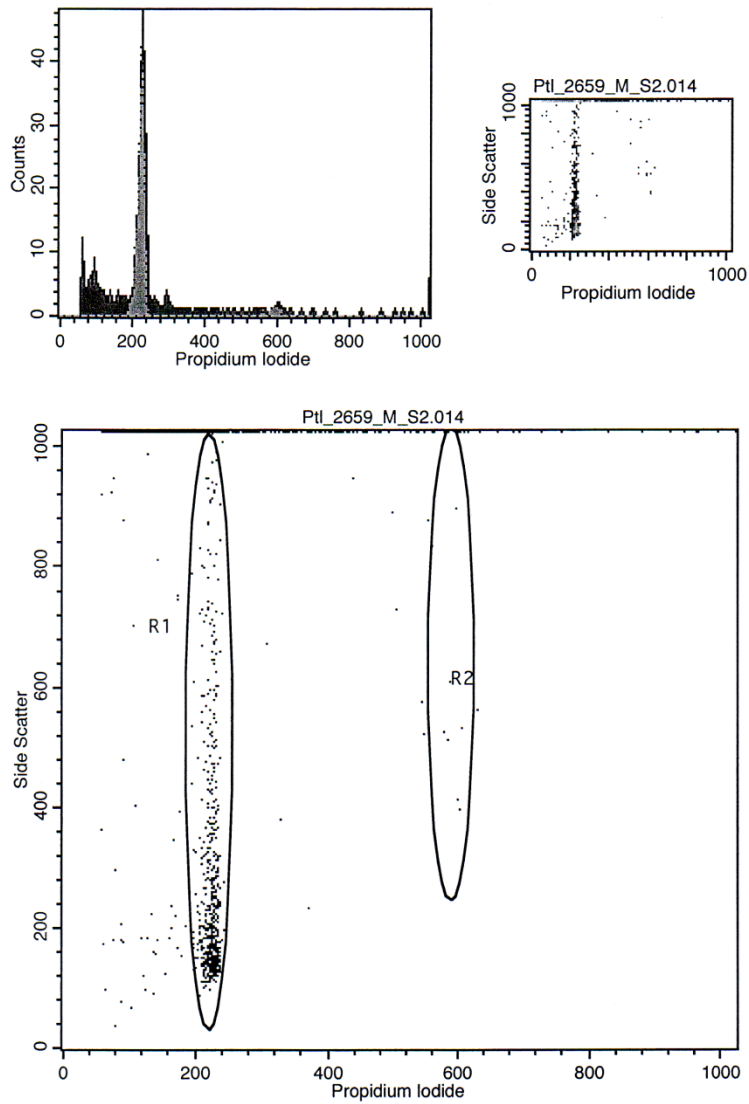 40
30
20
10
0
Counts
0 200 400 600 800 1000
Propidium Iodide
Ptl_2659_M_S2.014
1000
0
Side Scatter
0 1000
Propidium Iodide
Ptl_2659_M_S2.014
1000
800
600
400
200
0
Side Scatter
R1
R2
0 200 400 600 800 1000
Propidium Iodide